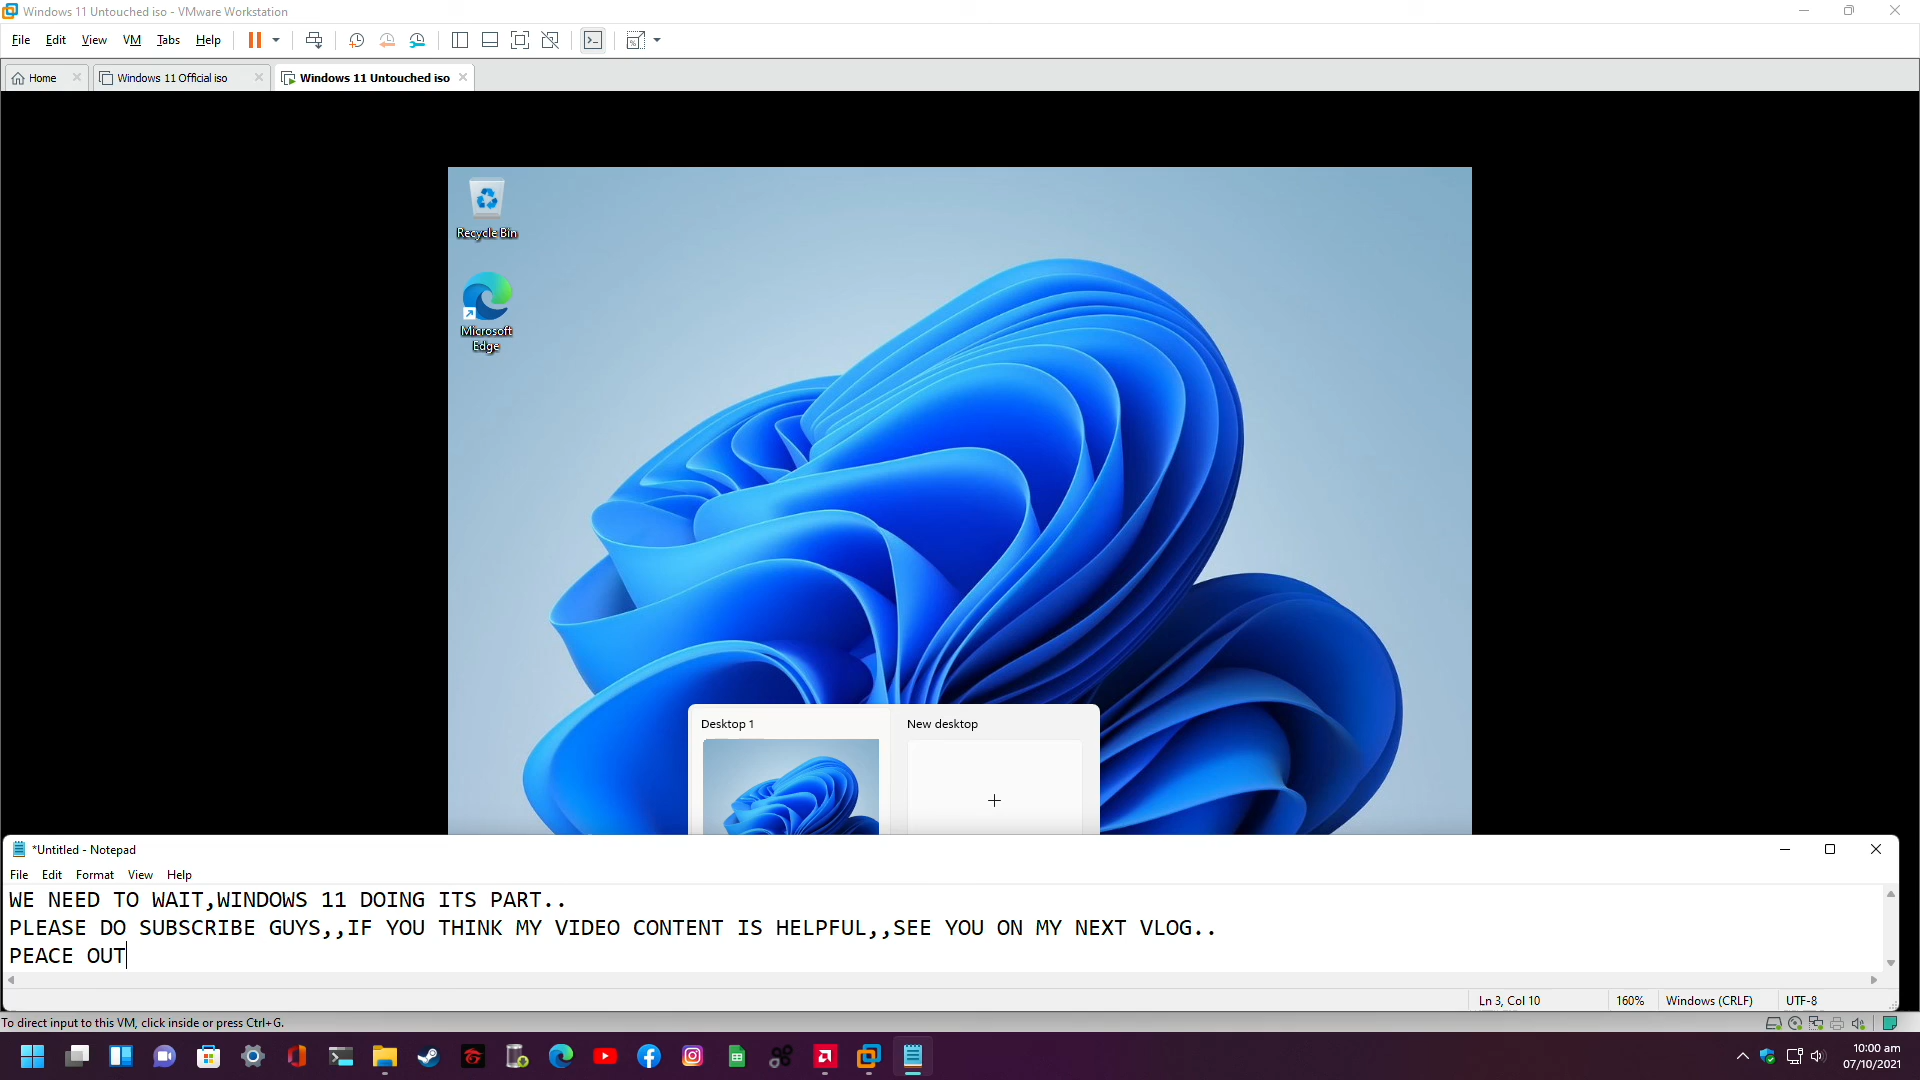 Windows 11 Untouched iso - VMware Workstation
File Edit View VM Tabs Help
Home Windows 11 Official iso Windows 11 Untouched iso
Recycle Bin
Microsoft
Edge
Desktop 1 New desktop
*Untitled - Notepad
File Edit Format View Help
WE NEED TO WAIT,WINDOWS 11 DOING ITS PART..
PLEASE DO SUBSCRIBE GUYS,,IF YOU THINK MY VIDEO CONTENT IS HELPFUL,,SEE YOU ON MY NEXT VLOG..
PEACE OUT
Ln 3, Col 10 160% Windows (CRLF) UTF-8
To direct input to this VM, click inside or press Ctrl+G.
10:00 am
07/10/2021